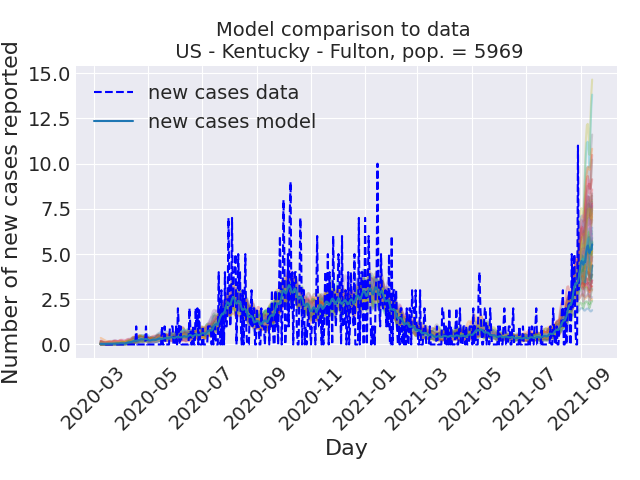 Model comparison to data
US - Kentucky - Fulton, pop. = 5969
new cases data
new cases model
Number of new cases reported
15.0
12.5
10.0
7.5
5.0
2.5
0.0
2020-03
2020-05
2020-07
2020-09
2020-11
2021-01
2021-03
2021-05
2021-07
2021-09
Day